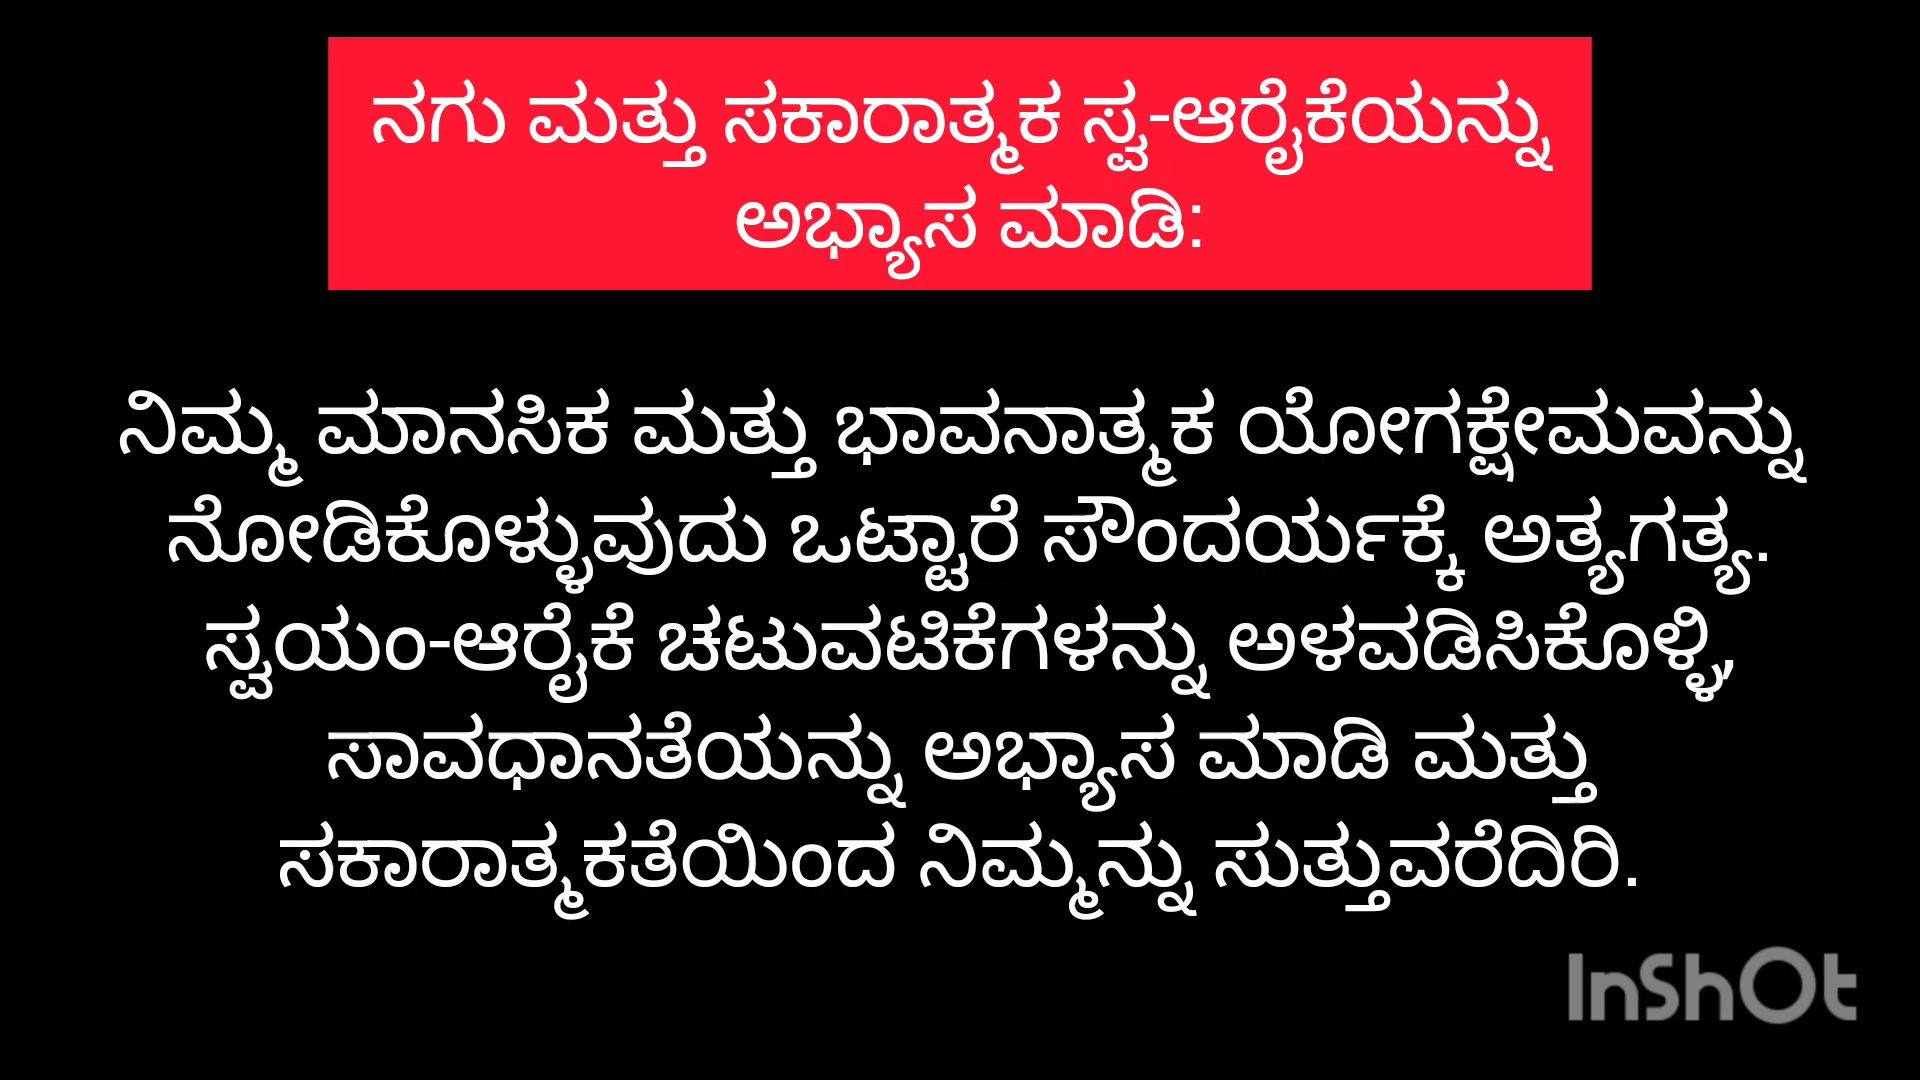 ನಗು ಮತ್ತು ಸಕಾರಾತ್ಮಕ ಸ್ವ-ಆರೈಕೆಯನ್ನು
ಅಭ್ಯಾಸ ಮಾಡಿ:
ನಿಮ್ಮ ಮಾನಸಿಕ ಮತ್ತು ಭಾವನಾತ್ಮಕ ಯೋಗಕ್ಷೇಮವನ್ನು
ನೋಡಿಕೊಳ್ಳುವುದು ಒಟ್ಟಾರೆ ಸೌಂದರ್ಯಕ್ಕೆ ಅತ್ಯಗತ್ಯ.
ಸ್ವಯಂ-ಆರೈಕೆ ಚಟುವಟಿಕೆಗಳನ್ನು ಅಳವಡಿಸಿಕೊಳ್ಳಿ,
ಸಾವಧಾನತೆಯನ್ನು ಅಭ್ಯಾಸ ಮಾಡಿ ಮತ್ತು
ಸಕಾರಾತ್ಮಕತೆಯಿಂದ ನಿಮ್ಮನ್ನು ಸುತ್ತುವರೆದಿರಿ.
InShOt